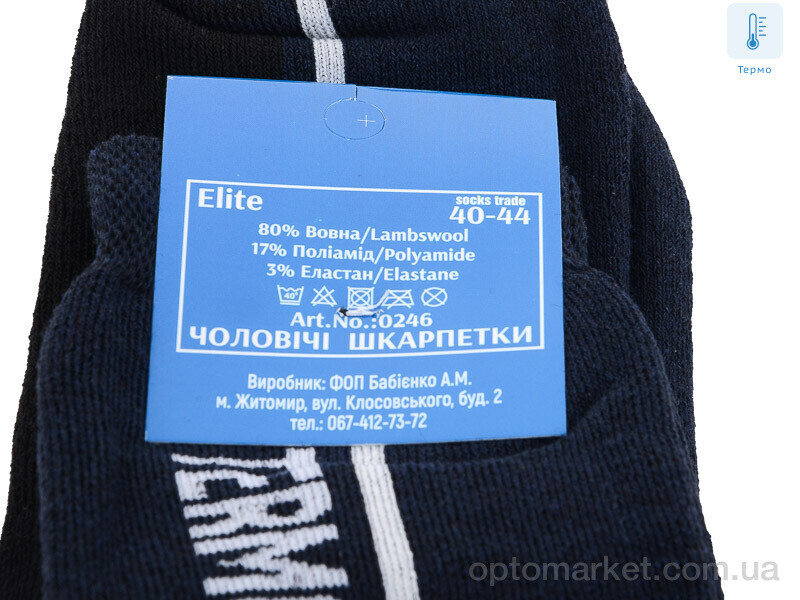 Термо
Elite
socks trade
40-44
80% Вовна/Lambswool
17% Поліамід/Polyamide
3% Еластан/Elastane
40°
Art.No.:0246
ЧОЛОВІЧІ ШКАРПЕТКИ
Виробник: ФОП Бабієнко А.М.
м. Житомир, вул. Клосовського, буд. 2
тел.: 067-412-73-72
optomarket.com.ua